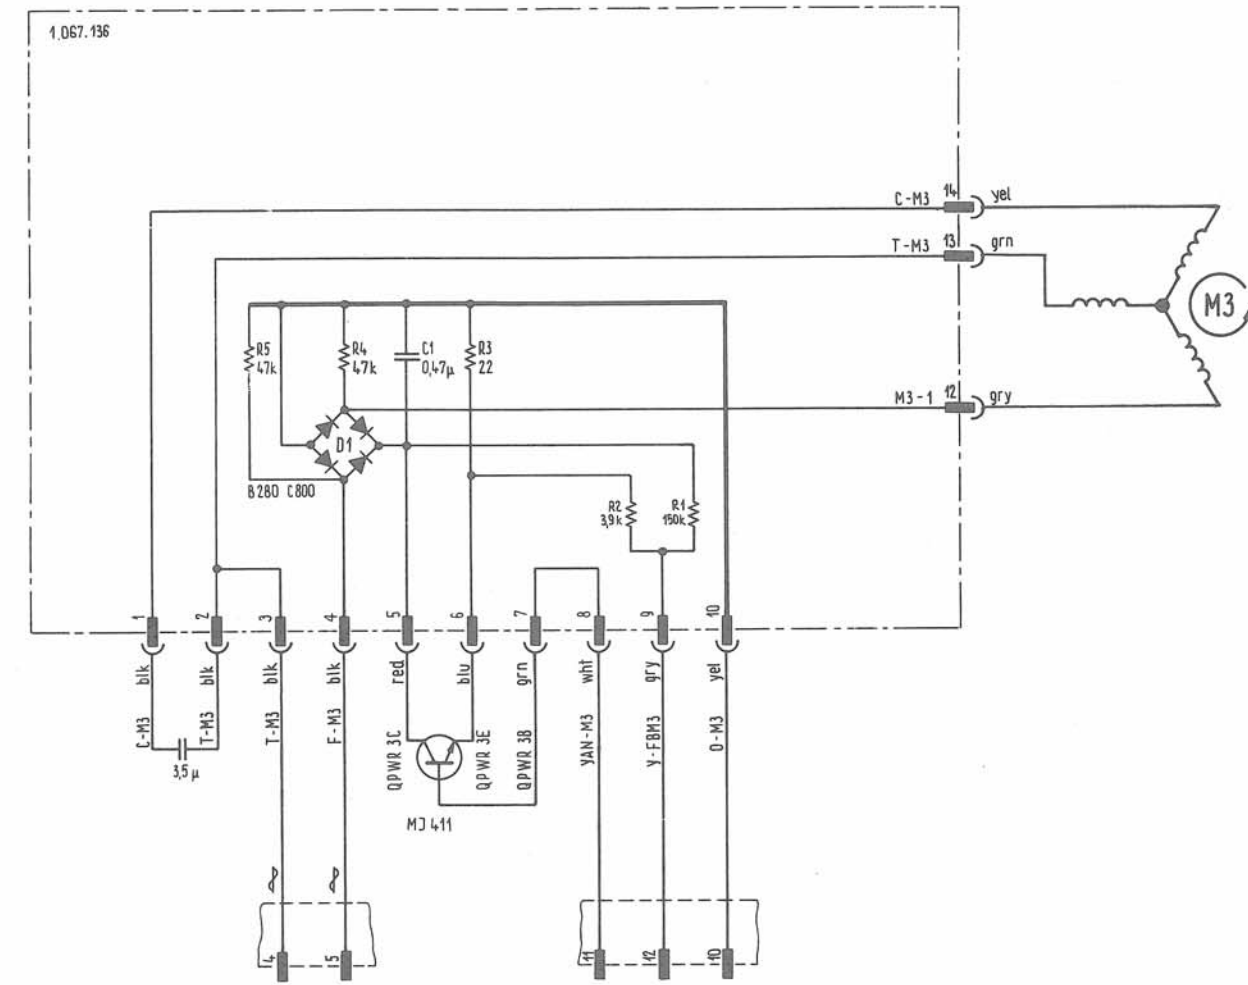 1.067.136
C-M3 14 yel
T-M3 13 grn
M3
R5
47k
R4
47k
C1
0,47µ
R3
22
M3-1 12 gry
D1
B280 C800
R2
3,9k
R1
150k
1 2 3 4 5 6 7 8 9 10
blk blk blk blk red blu grn wht gry yel
C-M3 T-M3 T-M3 F-M3 QPWR 3C QPWR 3E QPWR 3B YAN-M3 Y-FBM3 0-M3
3,5 µ
MJ 411
4 5 11 12 10